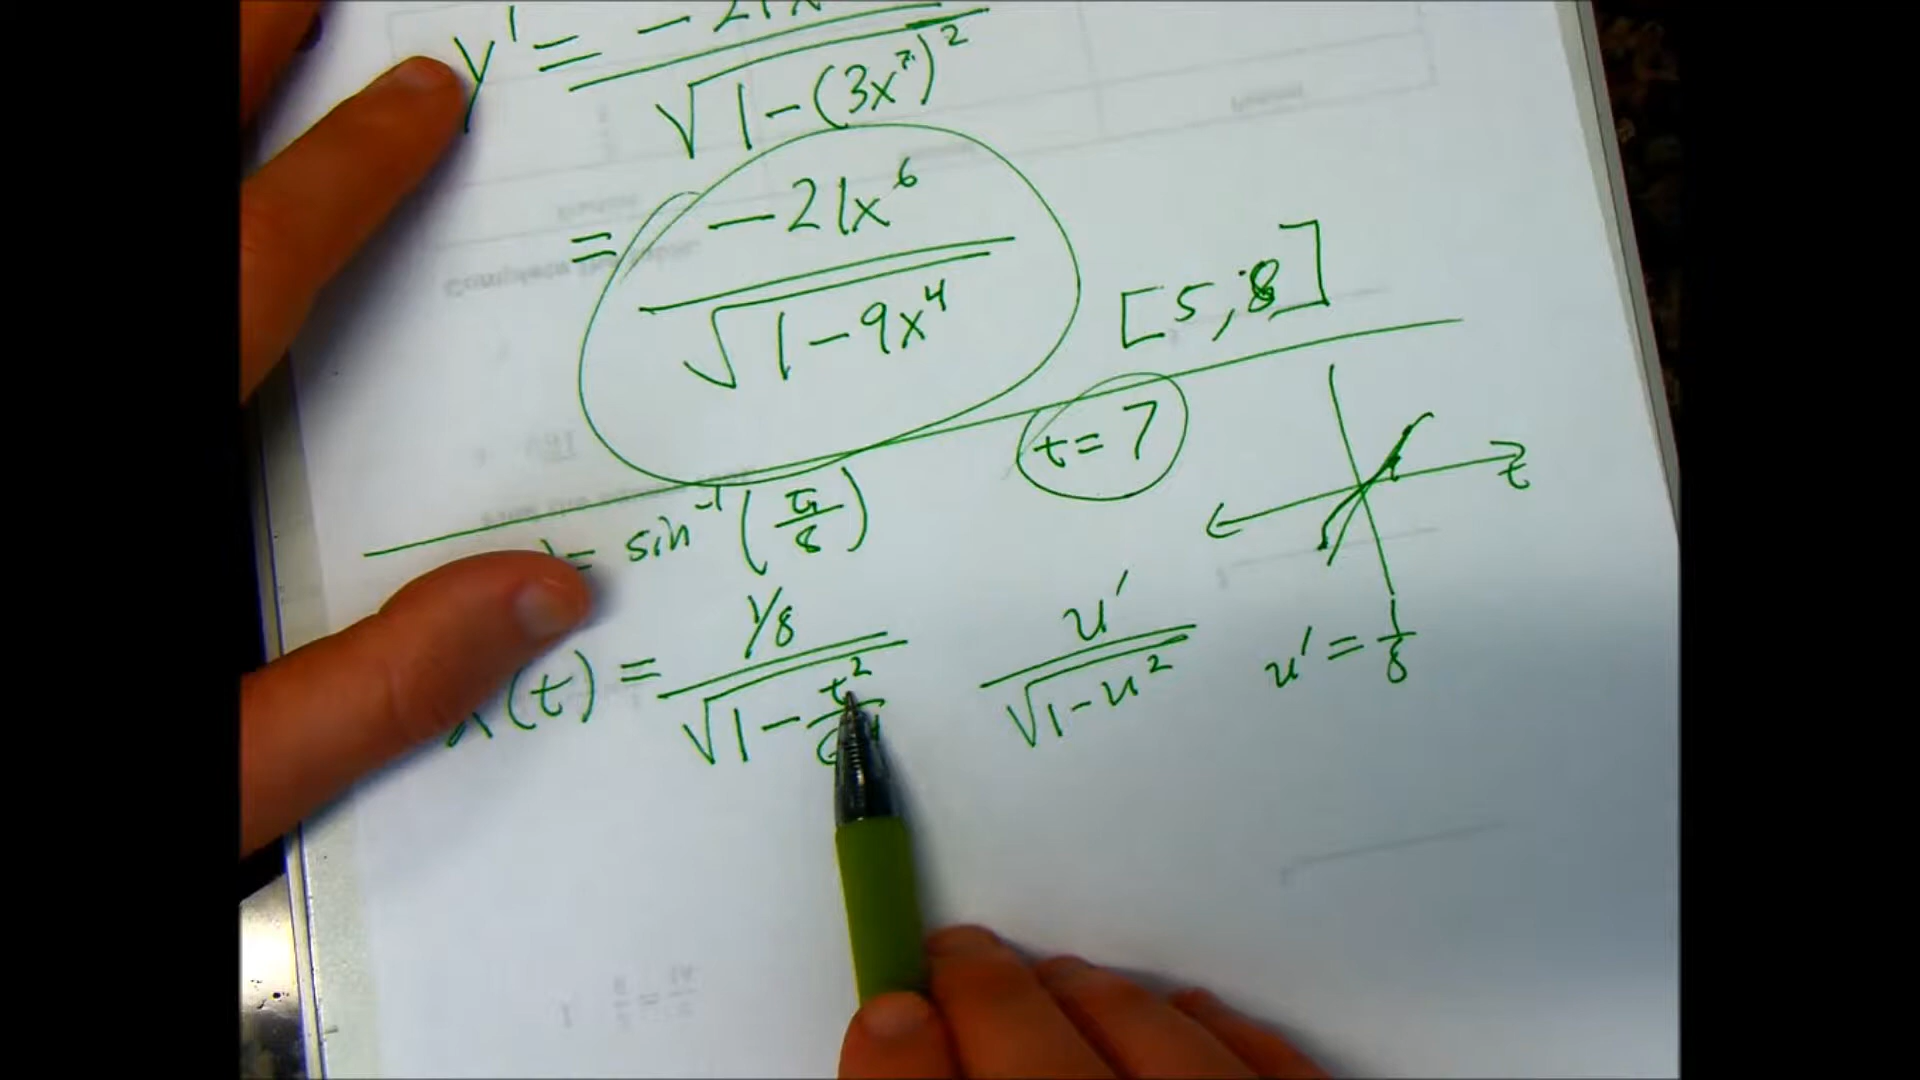 y' = -21x / √1-(3x⁷)²
= -21x⁶ / √1-9x⁴
[5,8]
t=7
= sin⁻¹(t/8)
t
(t) = 1/8 / √1-t²/64
u' / √1-u²
u' = 1/8